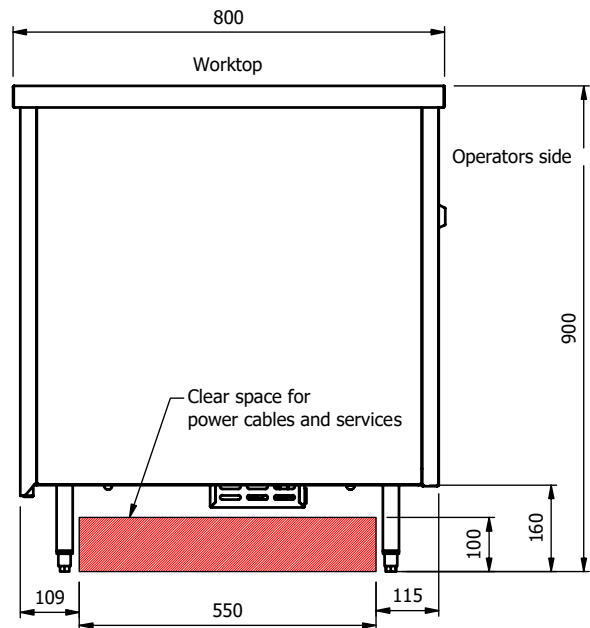 800
Worktop
Operators side
900
Clear space for
power cables and services
160
100
109
115
550